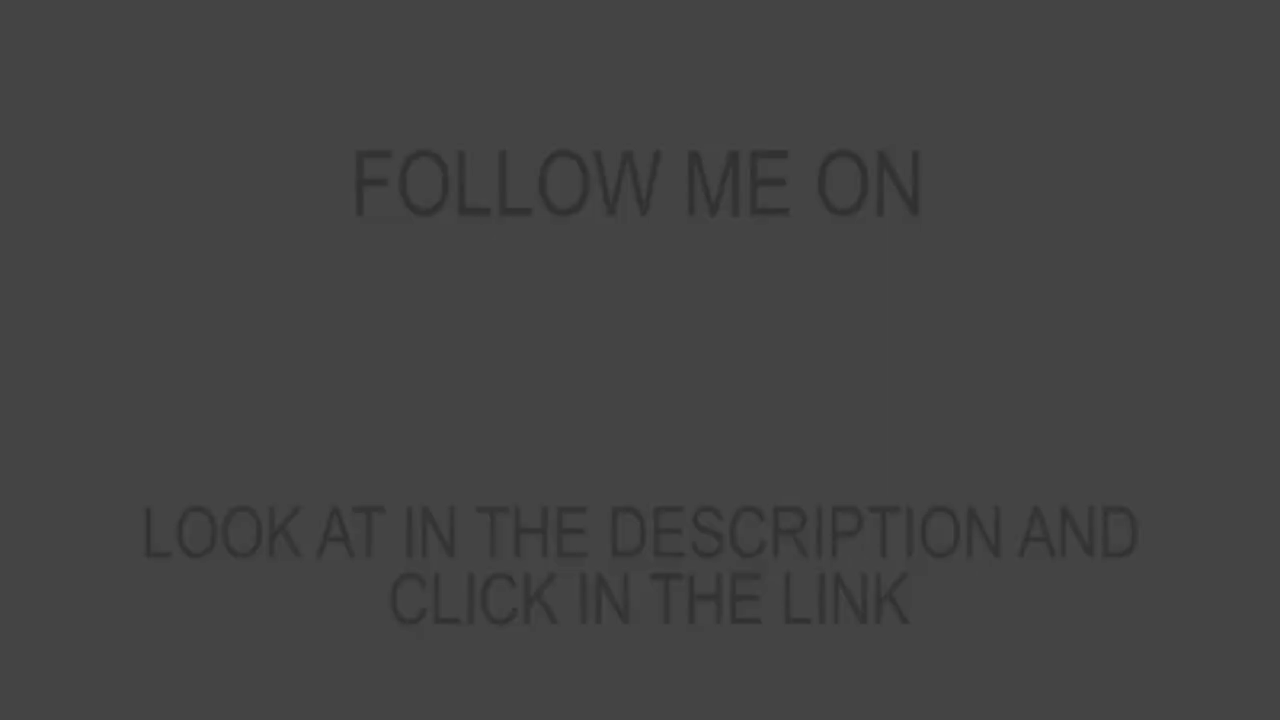 FOLLOW ME ON
LOOK AT IN THE DESCRIPTION AND
CLICK IN THE LINK